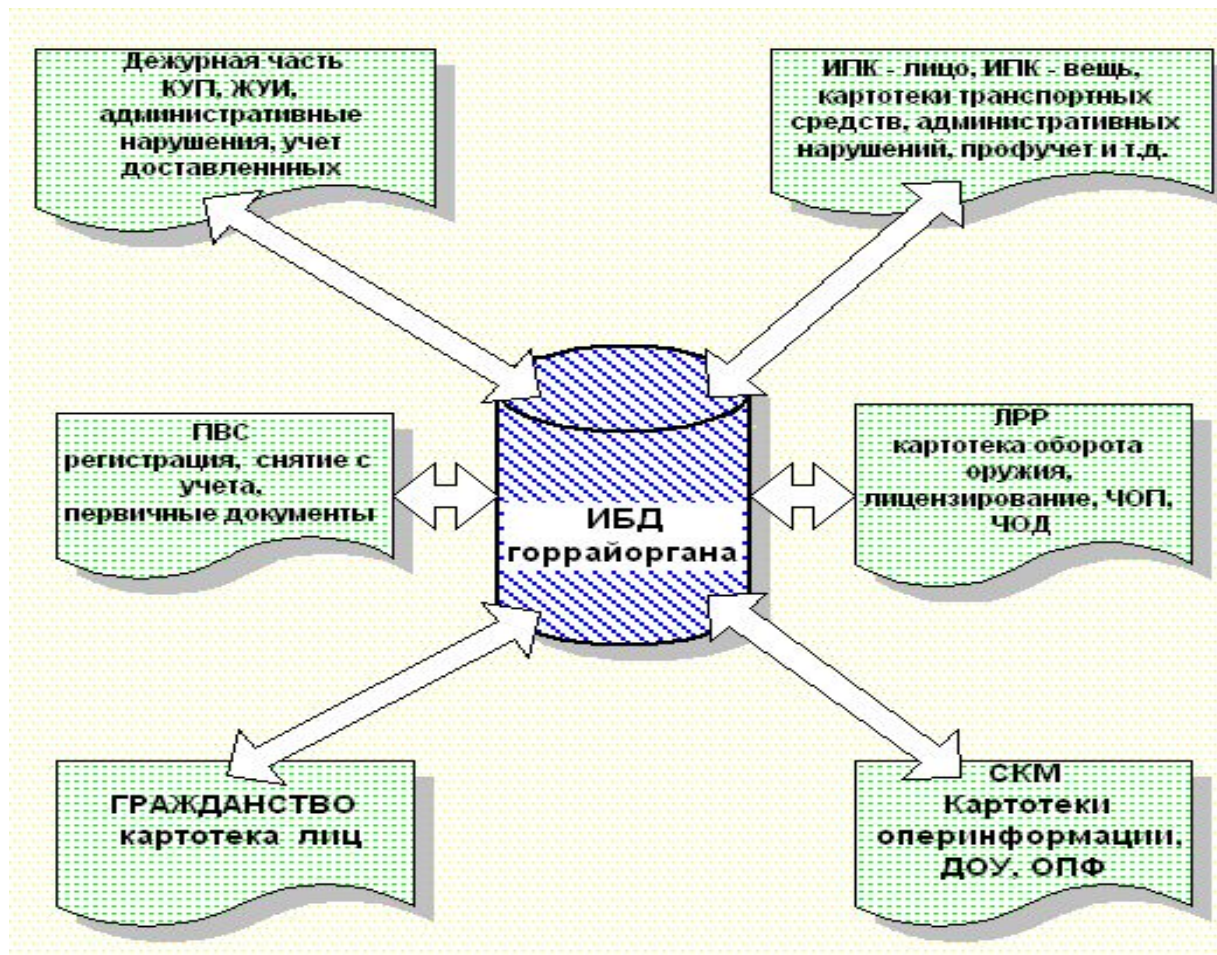 Дежурная часть
КУП, ЖУИ,
административные
нарушения, учет
доставленнных
ИПК - лицо, ИПК - вещь,
картотеки транспортных
средств, административных
нарушений, профучет и т.д.
ПВС
регистрация, снятие с
учета,
первичные документы
ИБД
горрайоргана
ЛРР
картотека оборота
оружия,
лицензирование, ЧОП,
ЧОД
ГРАЖДАНСТВО
картотека лиц
СКМ
Картотеки
оперинформации,
ДОУ, ОПФ